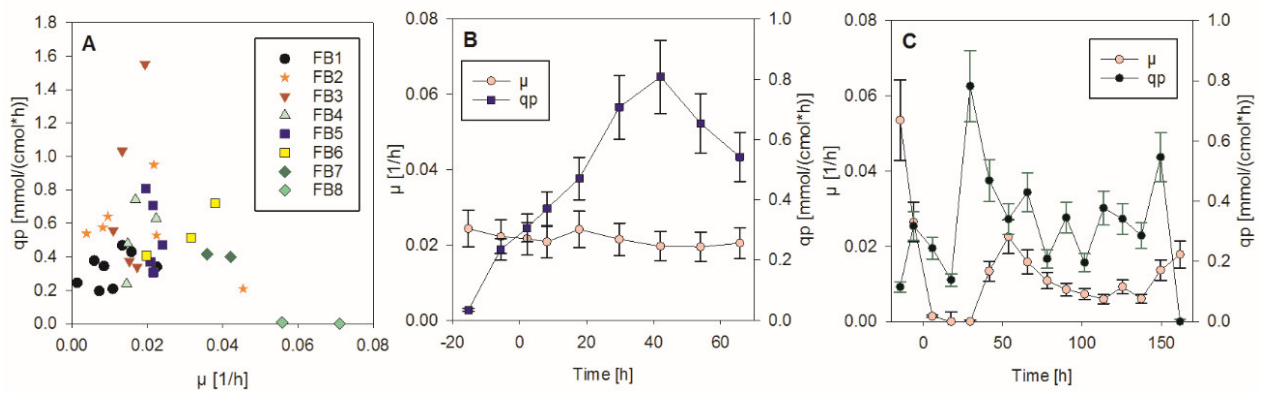 A
FB1
FB2
FB3
FB4
FB5
FB6
FB7
FB8
qp [mmol/(cmol*h)]
1.8
1.6
1.4
1.2
1.0
0.8
0.6
0.4
0.2
0.0
0.00 0.02 0.04 0.06 0.08
µ [1/h]
B
µ
qp
µ [1/h]
0.08
0.06
0.04
0.02
0.00
-20 0 20 40 60
Time [h]
1.0
0.8
0.6
0.4
0.2
0.0
qp [mmol/(cmol*h)]
C
µ
qp
µ [1/h]
0.08
0.06
0.04
0.02
0.00
0 50 100 150
Time [h]
1.0
0.8
0.6
0.4
0.2
0.0
qp [mmol/(cmol*h)]